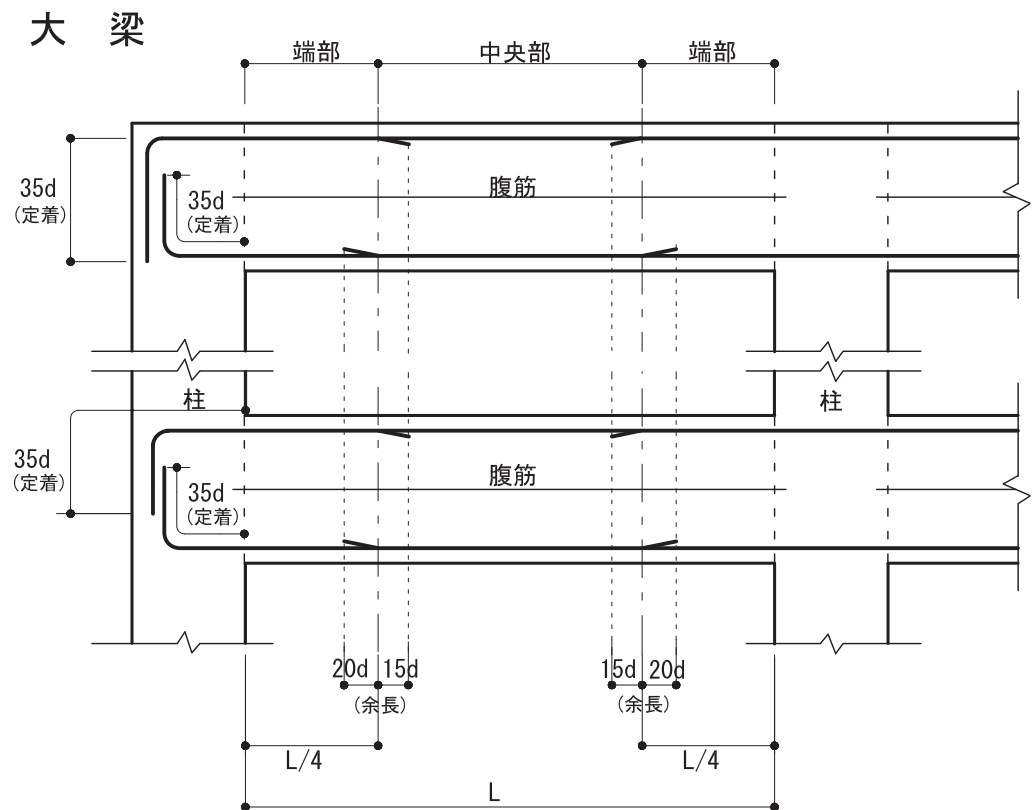 大 梁
端部
中央部
端部
35d
(定着)
腹筋
35d
(定着)
柱
柱
35d
(定着)
腹筋
35d
(定着)
20d
15d
(余長)
15d
20d
(余長)
L/4
L/4
L